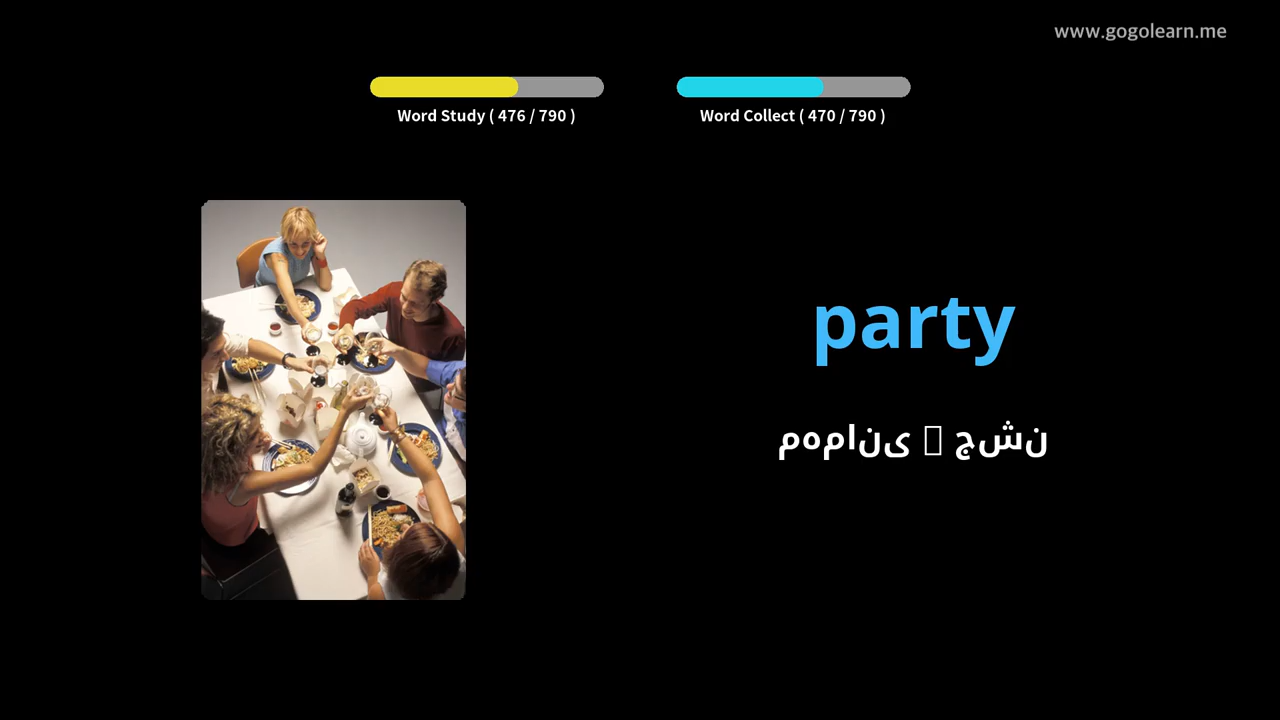 www.gogolearn.me
Word Study ( 476 / 790 )
Word Collect ( 470 / 790 )
party
مهمانی ▯ جشن